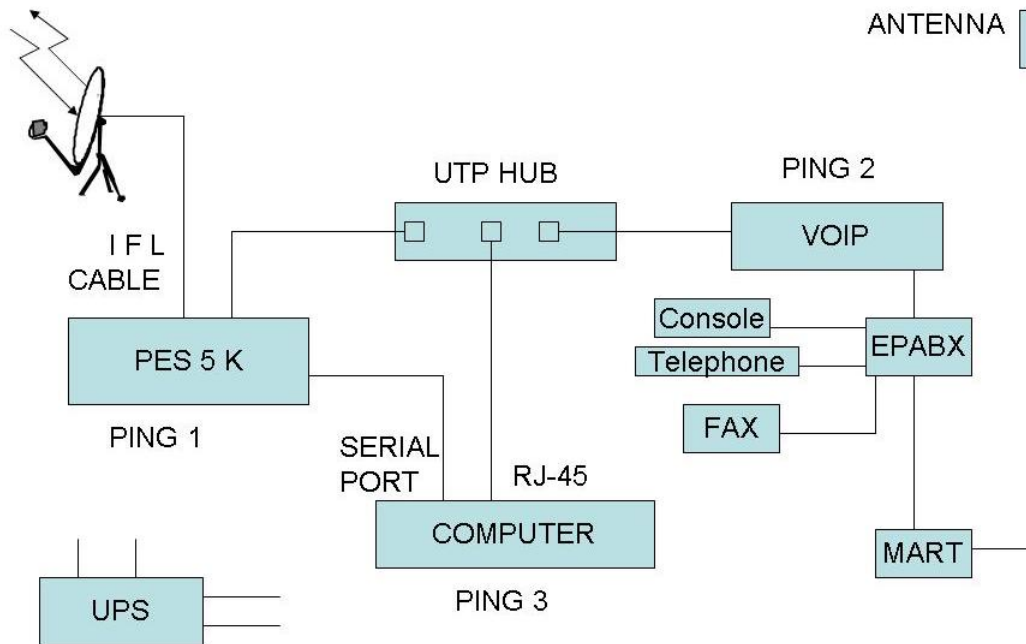 ANTENNA
UTP HUB
PING 2
VOIP
I F L
CABLE
Console
EPABX
Telephone
PES 5 K
FAX
PING 1
SERIAL
PORT
RJ-45
COMPUTER
MART
PING 3
UPS